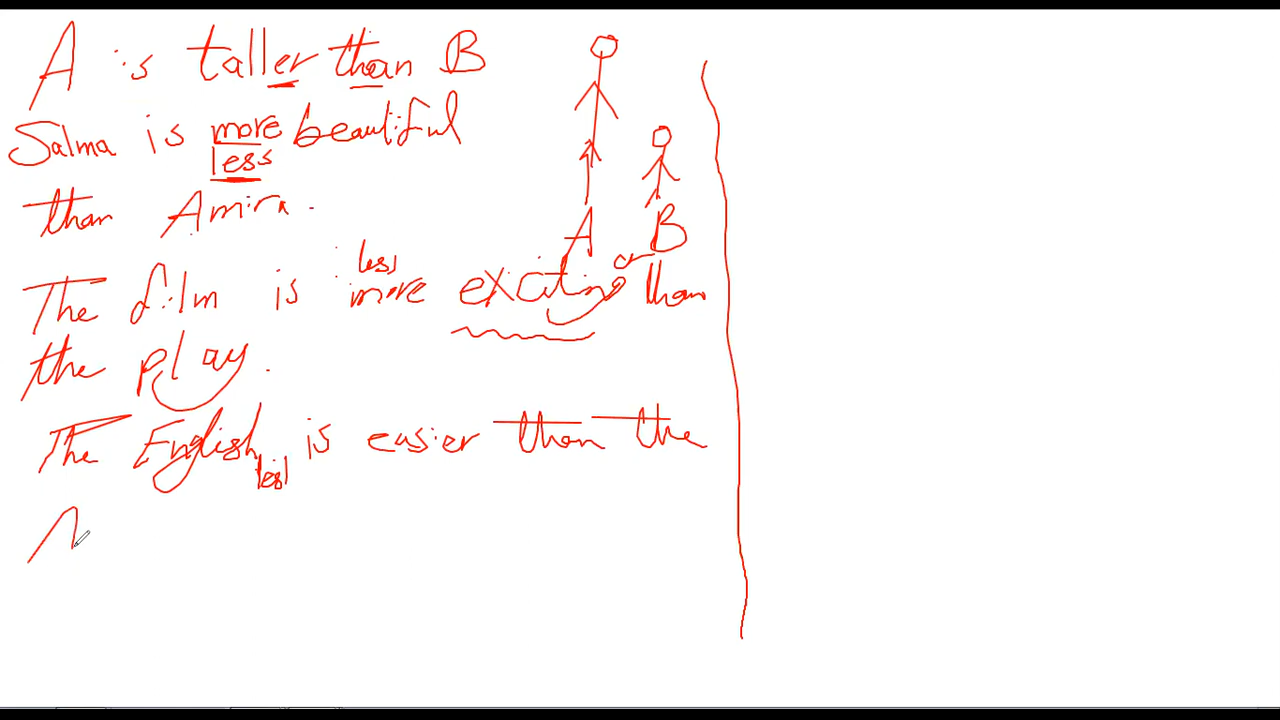 A is taller than B
Salma is more beautiful
less
than Amira.
A B
less or
The film is more exciting than
the play.
The English is easier than the